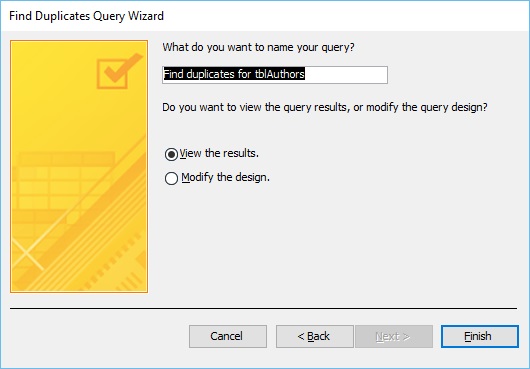 Find Duplicates Query Wizard
What do you want to name your query?
Find duplicates for tblAuthors
Do you want to view the query results, or modify the query design?
View the results.
Modify the design.
Cancel
< Back
Next >
Finish